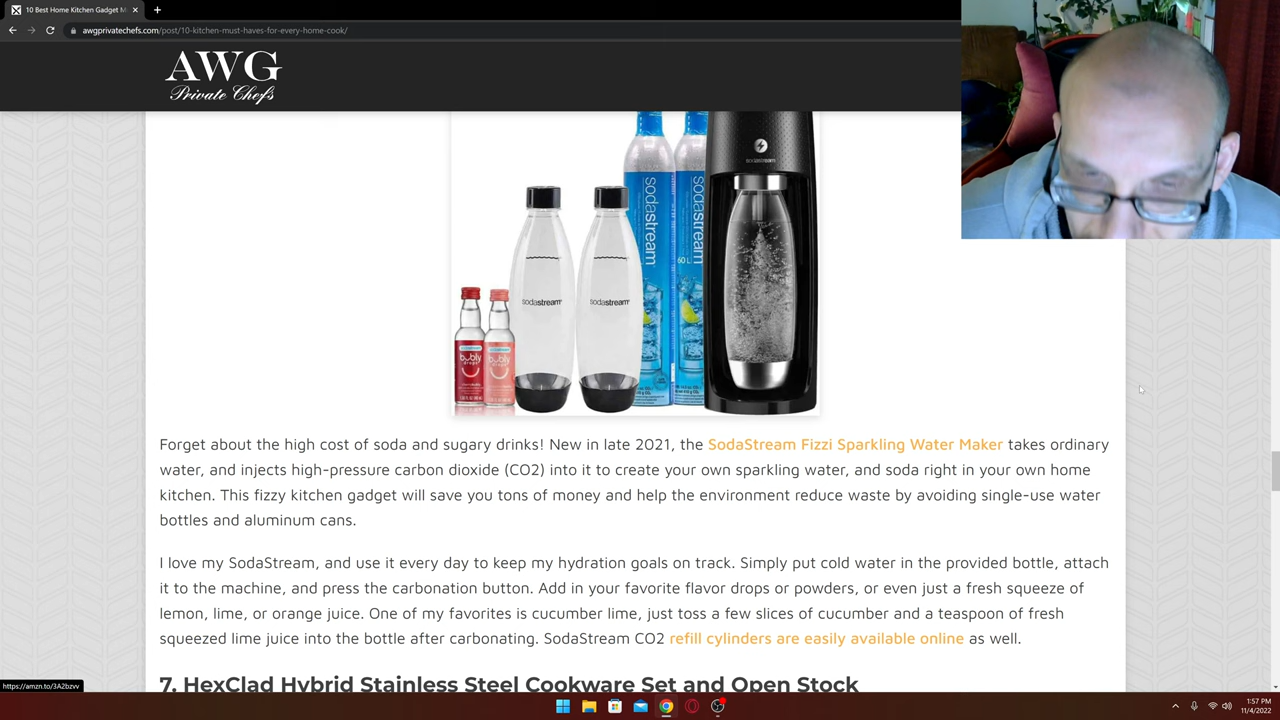 10 Best Home Kitchen Gadget M
awgprivatechefs.com/post/10-kitchen-must-haves-for-every-home-cook/
AWG
Private Chefs
sodastream
sodastream
sodastream
60L
sodastream
sodastream
bubly
drops
bubly
drops
Forget about the high cost of soda and sugary drinks! New in late 2021, the SodaStream Fizzi Sparkling Water Maker takes ordinary
water, and injects high-pressure carbon dioxide (CO2) into it to create your own sparkling water, and soda right in your own home
kitchen. This fizzy kitchen gadget will save you tons of money and help the environment reduce waste by avoiding single-use water
bottles and aluminum cans.
I love my SodaStream, and use it every day to keep my hydration goals on track. Simply put cold water in the provided bottle, attach
it to the machine, and press the carbonation button. Add in your favorite flavor drops or powders, or even just a fresh squeeze of
lemon, lime, or orange juice. One of my favorites is cucumber lime, just toss a few slices of cucumber and a teaspoon of fresh
squeezed lime juice into the bottle after carbonating. SodaStream CO2 refill cylinders are easily available online as well.
7. HexClad Hybrid Stainless Steel Cookware Set and Open Stock
https://amzn.to/3A2bzvv
1:57 PM
11/4/2022